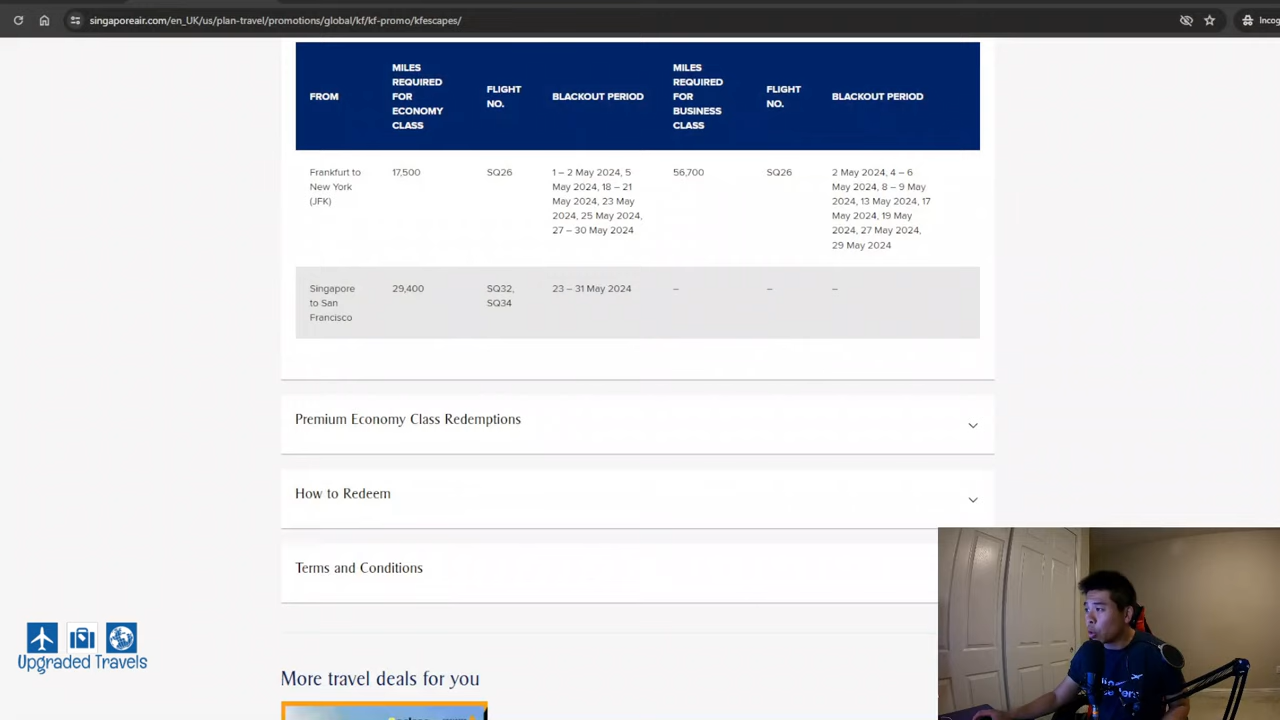 singaporeair.com/en_UK/us/plan-travel/promotions/global/kf/kf-promo/kfescapes/
FROM
MILES
REQUIRED
FOR
ECONOMY
CLASS
FLIGHT
NO.
BLACKOUT PERIOD
MILES
REQUIRED
FOR
BUSINESS
CLASS
FLIGHT
NO.
BLACKOUT PERIOD
Frankfurt to
New York
(JFK)
17,500
SQ26
1 – 2 May 2024, 5
May 2024, 18 – 21
May 2024, 23 May
2024, 25 May 2024,
27 – 30 May 2024
56,700
SQ26
2 May 2024, 4 – 6
May 2024, 8 – 9 May
2024, 13 May 2024, 17
May 2024, 19 May
2024, 27 May 2024,
29 May 2024
Singapore
to San
Francisco
29,400
SQ32,
SQ34
23 – 31 May 2024
–
–
–
Premium Economy Class Redemptions
How to Redeem
Terms and Conditions
More travel deals for you
Upgraded Travels